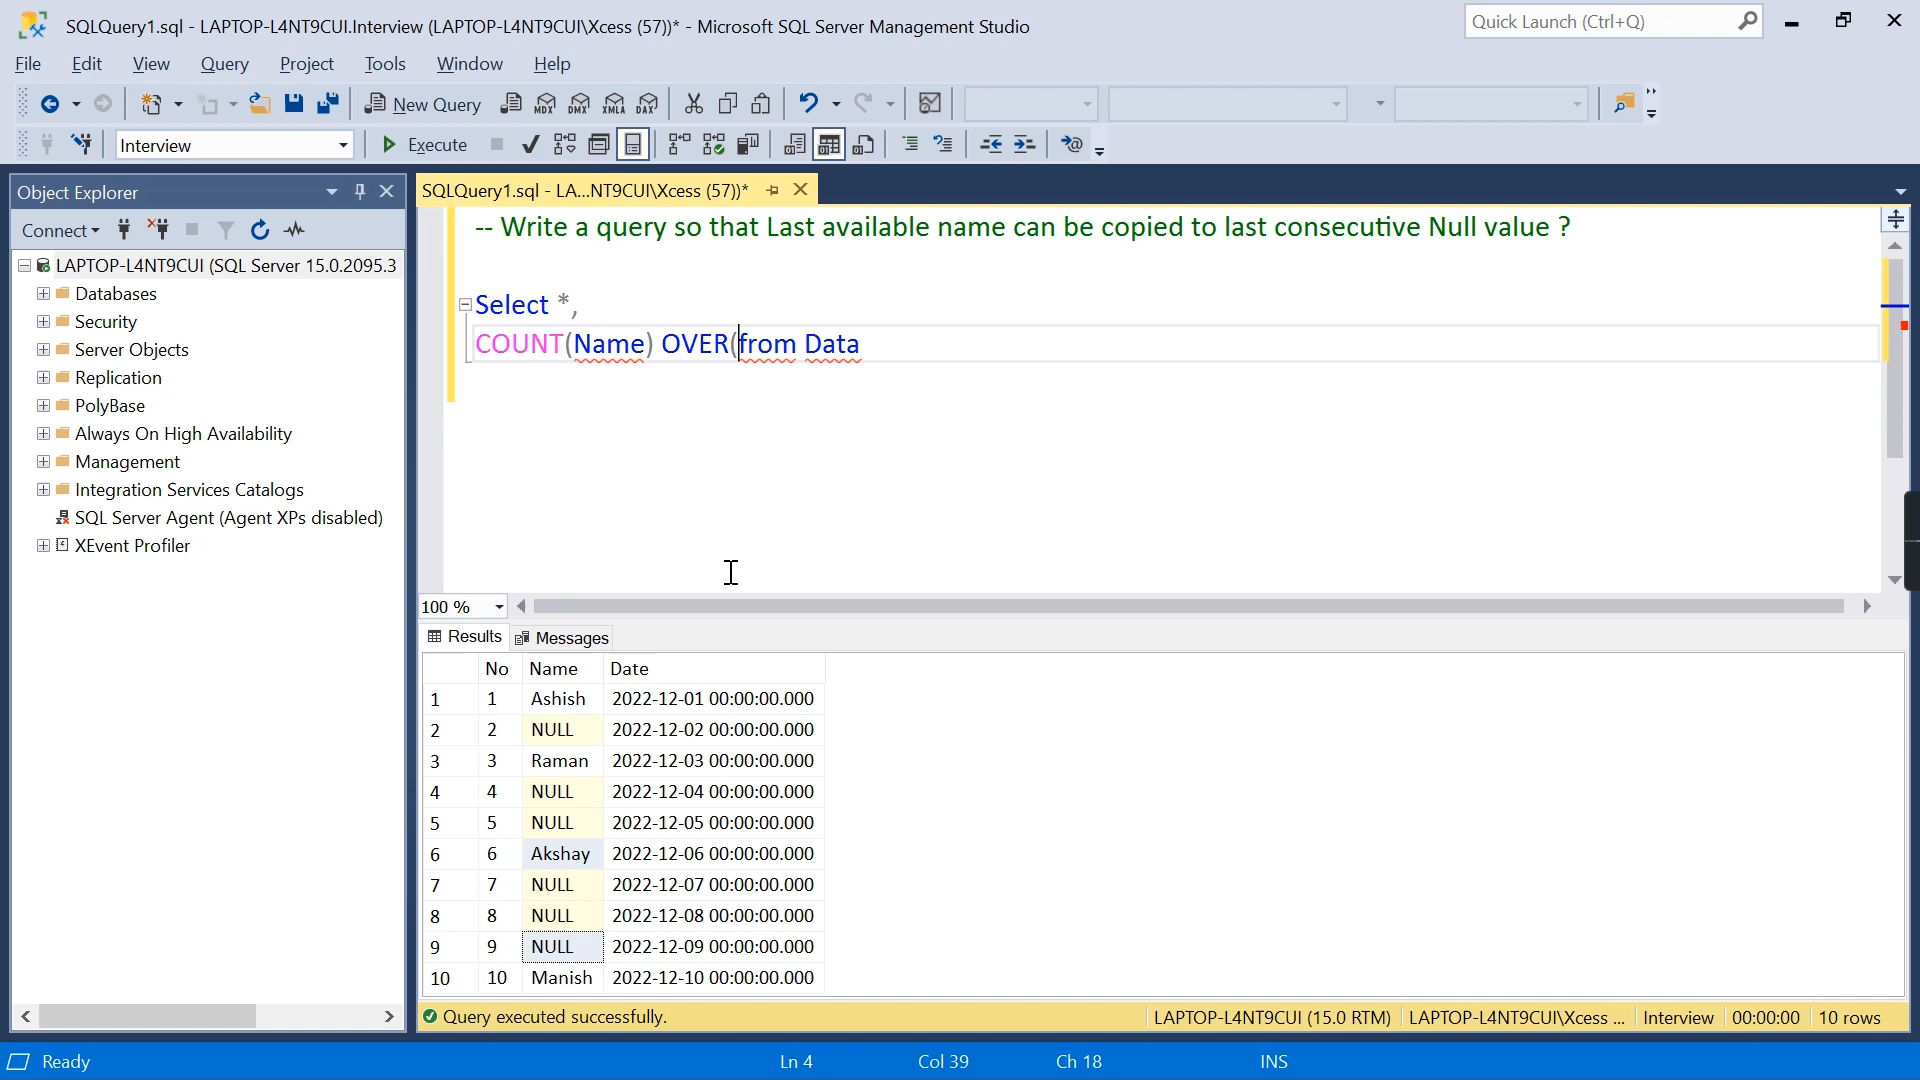 SQLQuery1.sql - LAPTOP-L4NT9CUI.Interview (LAPTOP-L4NT9CUI\Xcess (57))* - Microsoft SQL Server Management Studio
Quick Launch (Ctrl+Q)
File Edit View Query Project Tools Window Help
New Query MDX DMX XMLA DAX
Interview Execute
Object Explorer
SQLQuery1.sql - LA...NT9CUI\Xcess (57))*
Connect
LAPTOP-L4NT9CUI (SQL Server 15.0.2095.3
Databases
Security
Server Objects
Replication
PolyBase
Always On High Availability
Management
Integration Services Catalogs
SQL Server Agent (Agent XPs disabled)
XEvent Profiler
-- Write a query so that Last available name can be copied to last consecutive Null value ?
Select *,
COUNT(Name) OVER(from Data
100 %
Results Messages
No Name Date
1 1 Ashish 2022-12-01 00:00:00.000
2 2 NULL 2022-12-02 00:00:00.000
3 3 Raman 2022-12-03 00:00:00.000
4 4 NULL 2022-12-04 00:00:00.000
5 5 NULL 2022-12-05 00:00:00.000
6 6 Akshay 2022-12-06 00:00:00.000
7 7 NULL 2022-12-07 00:00:00.000
8 8 NULL 2022-12-08 00:00:00.000
9 9 NULL 2022-12-09 00:00:00.000
10 10 Manish 2022-12-10 00:00:00.000
Query executed successfully. LAPTOP-L4NT9CUI (15.0 RTM) LAPTOP-L4NT9CUI\Xcess ... Interview 00:00:00 10 rows
Ready Ln 4 Col 39 Ch 18 INS